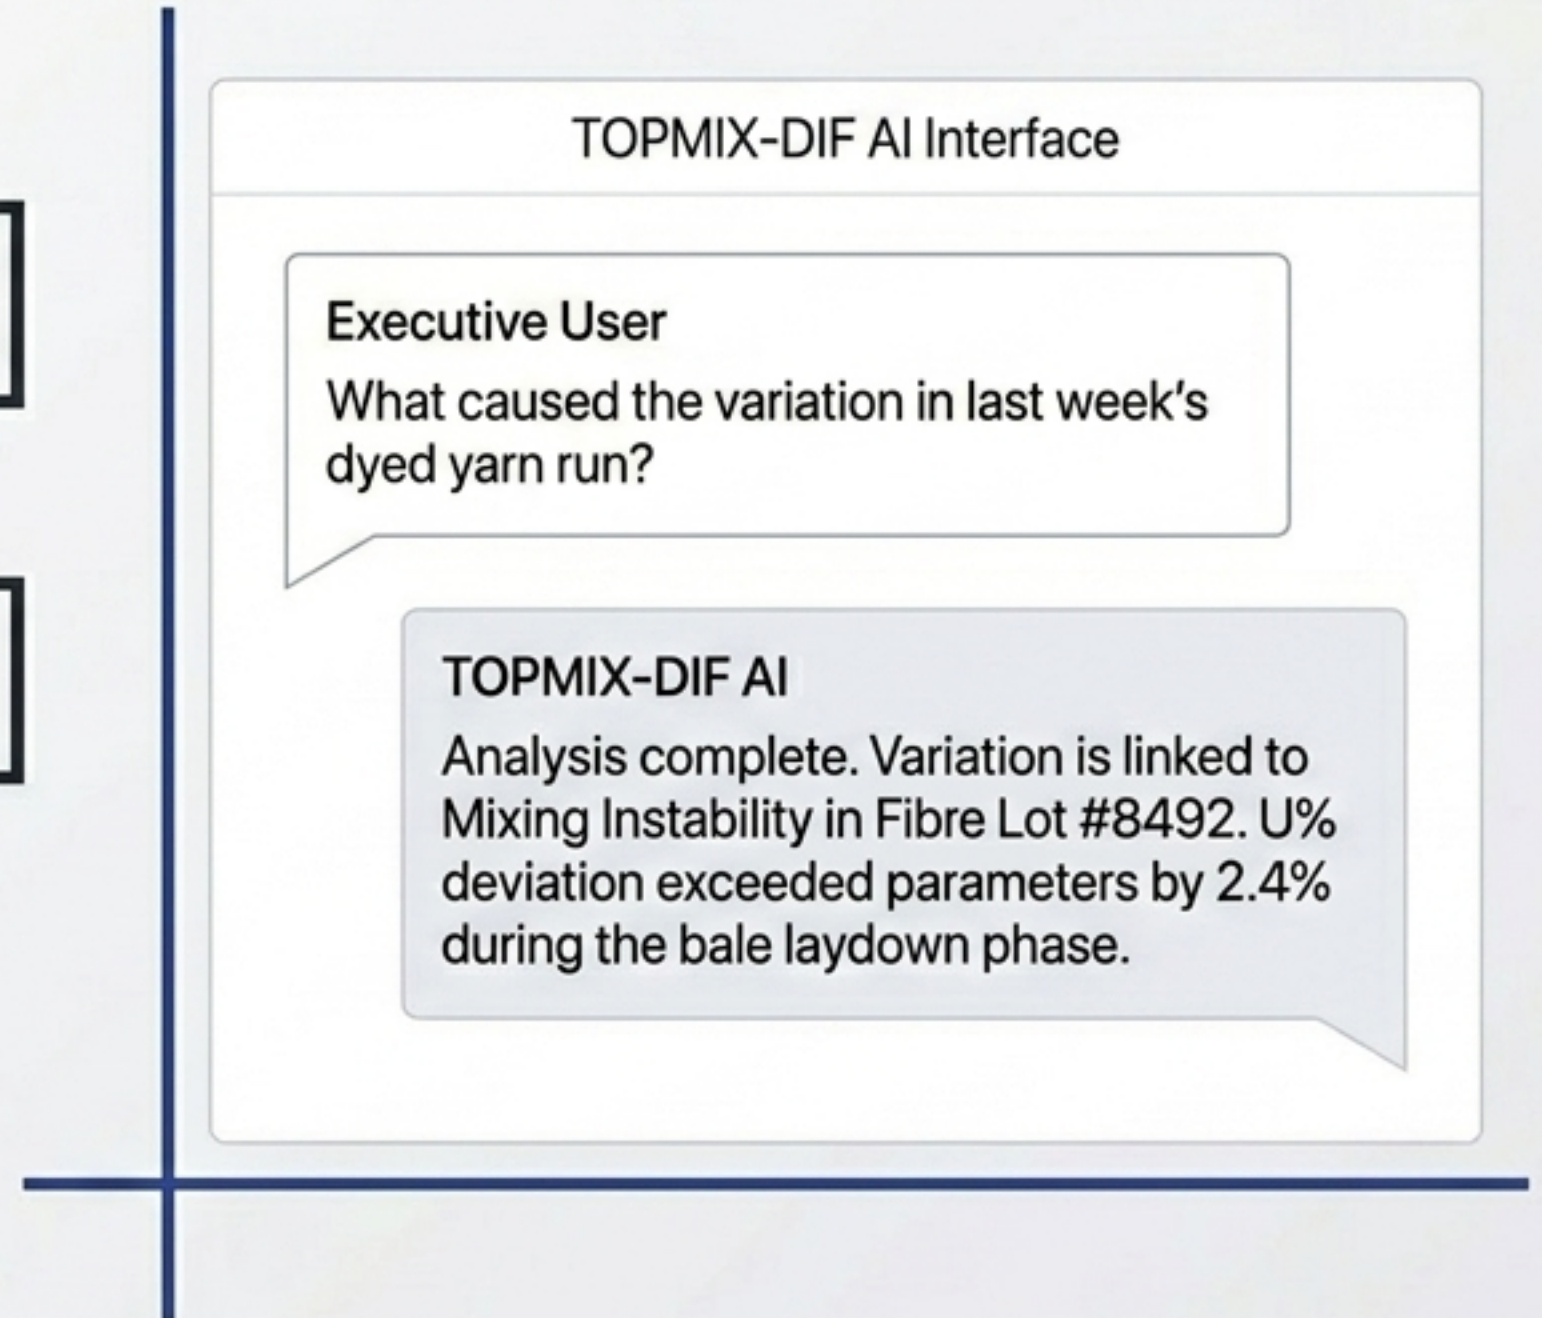 TOPMIX-DIF AI Interface
Executive User
What caused the variation in last week's
dyed yarn run?
TOPMIX-DIF AI
Analysis complete. Variation is linked to
Mixing Instability in Fibre Lot #8492. U%
deviation exceeded parameters by 2.4%
during the bale laydown phase.